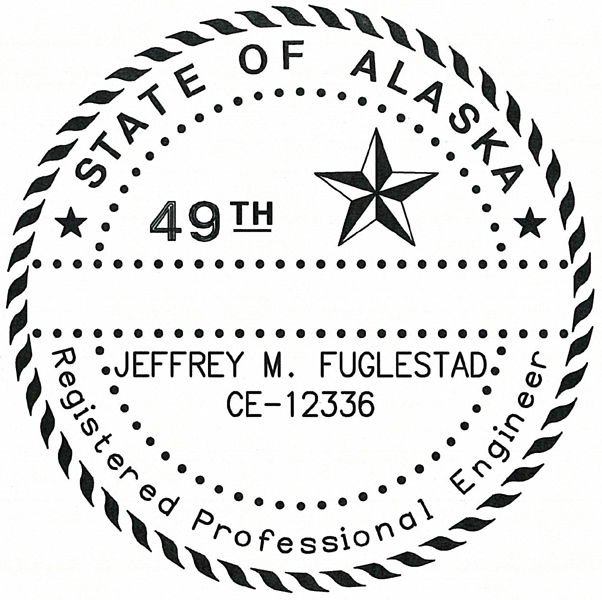 STATE OF ALASKA
49TH
JEFFREY M. FUGLESTAD
CE-12336
Registered Professional Engineer